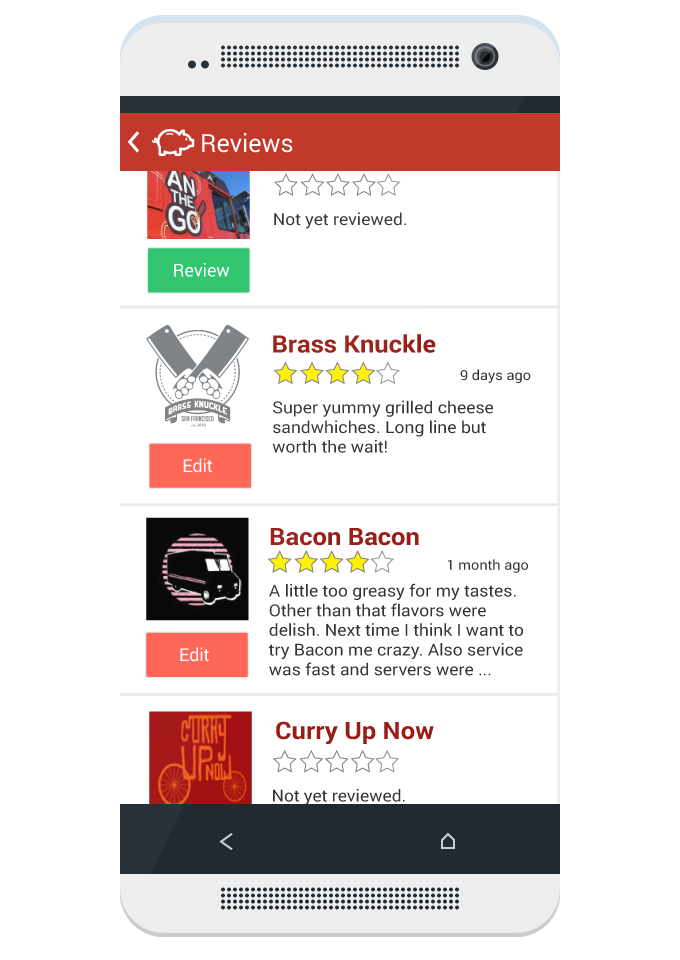 Reviews
AN
THE
GO
Not yet reviewed.
Review
Brass Knuckle
9 days ago
Super yummy grilled cheese
sandwhiches. Long line but
worth the wait!
BRASS KNUCKLE
SAN FRANCISCO
Edit
Bacon Bacon
1 month ago
A little too greasy for my tastes.
Other than that flavors were
delish. Next time I think I want to
try Bacon me crazy. Also service
was fast and servers were ...
Edit
CURRY
UP
NOW
Curry Up Now
Not yet reviewed.